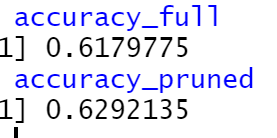 accuracy_full
1] 0.6179775
accuracy_pruned
1] 0.6292135